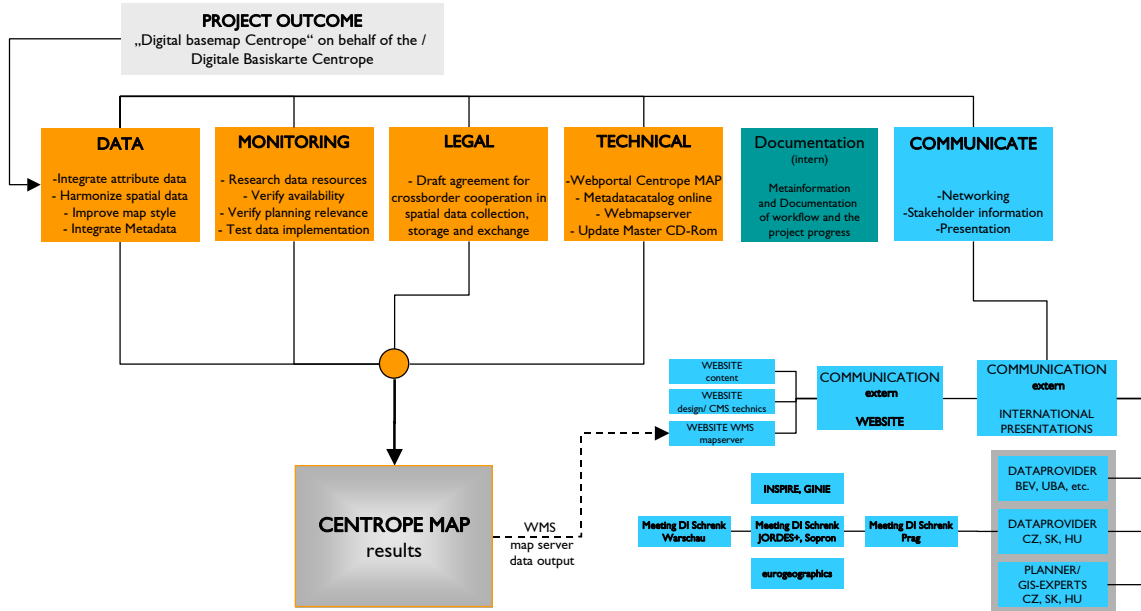 PROJECT OUTCOME
„Digital basemap Centrope“ on behalf of the /
Digitale Basiskarte Centrope
DATA
-Integrate attribute data
- Harmonize spatial data
- Improve map style
- Integrate Metadata
MONITORING
- Research data resources
- Verify availability
- Verify planning relevance
- Test data implementation
LEGAL
- Draft agreement for
crossborder cooperation in
spatial data collection,
storage and exchange
TECHNICAL
-Webportal Centrope MAP
- Metadatacatalog online
- Webmapserver
- Update Master CD-Rom
Documentation
(intern)
Metainformation
and Documentation
of workflow and the
project progress
COMMUNICATE
- Networking
-Stakeholder information
-Presentation
WEBSITE
content
WEBSITE
design/ CMS technics
WEBSITE WMS
mapserver
COMMUNICATION
extern
WEBSITE
COMMUNICATION
extern
INTERNATIONAL
PRESENTATIONS
CENTROPE MAP
results
WMS
map server
data output
INSPIRE, GINIE
Meeting DI Schrenk
Warschau
Meeting DI Schrenk
JORDES+, Sopron
Meeting DI Schrenk
Prag
eurogeographics
DATAPROVIDER
BEV, UBA, etc.
DATAPROVIDER
CZ, SK, HU
PLANNER/
GIS-EXPERTS
CZ, SK, HU